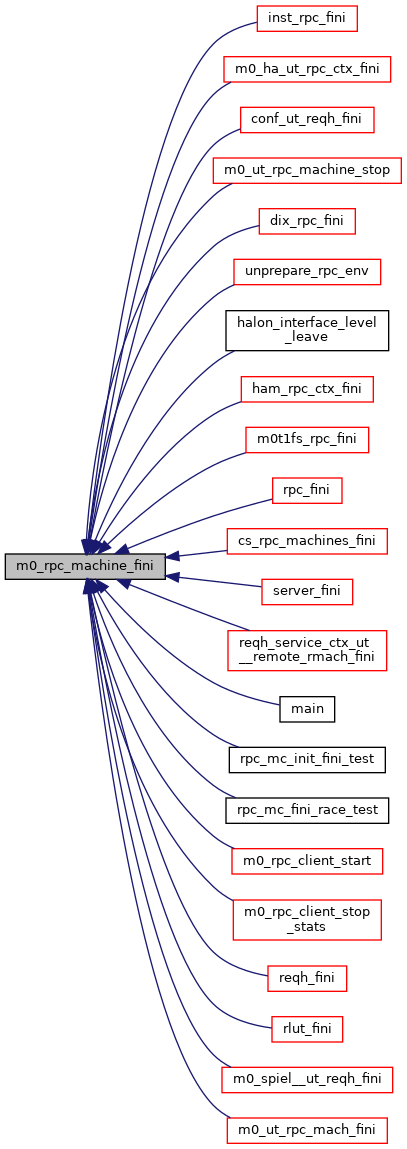 inst_rpc_fini
m0_ha_ut_rpc_ctx_fini
conf_ut_reqh_fini
m0_ut_rpc_machine_stop
dix_rpc_fini
unprepare_rpc_env
halon_interface_level
_leave
ham_rpc_ctx_fini
m0t1fs_rpc_fini
rpc_fini
cs_rpc_machines_fini
m0_rpc_machine_fini
server_fini
reqh_service_ctx_ut
__remote_rmach_fini
main
rpc_mc_init_fini_test
rpc_mc_fini_race_test
m0_rpc_client_start
m0_rpc_client_stop
_stats
reqh_fini
rlut_fini
m0_spiel__ut_reqh_fini
m0_ut_rpc_mach_fini